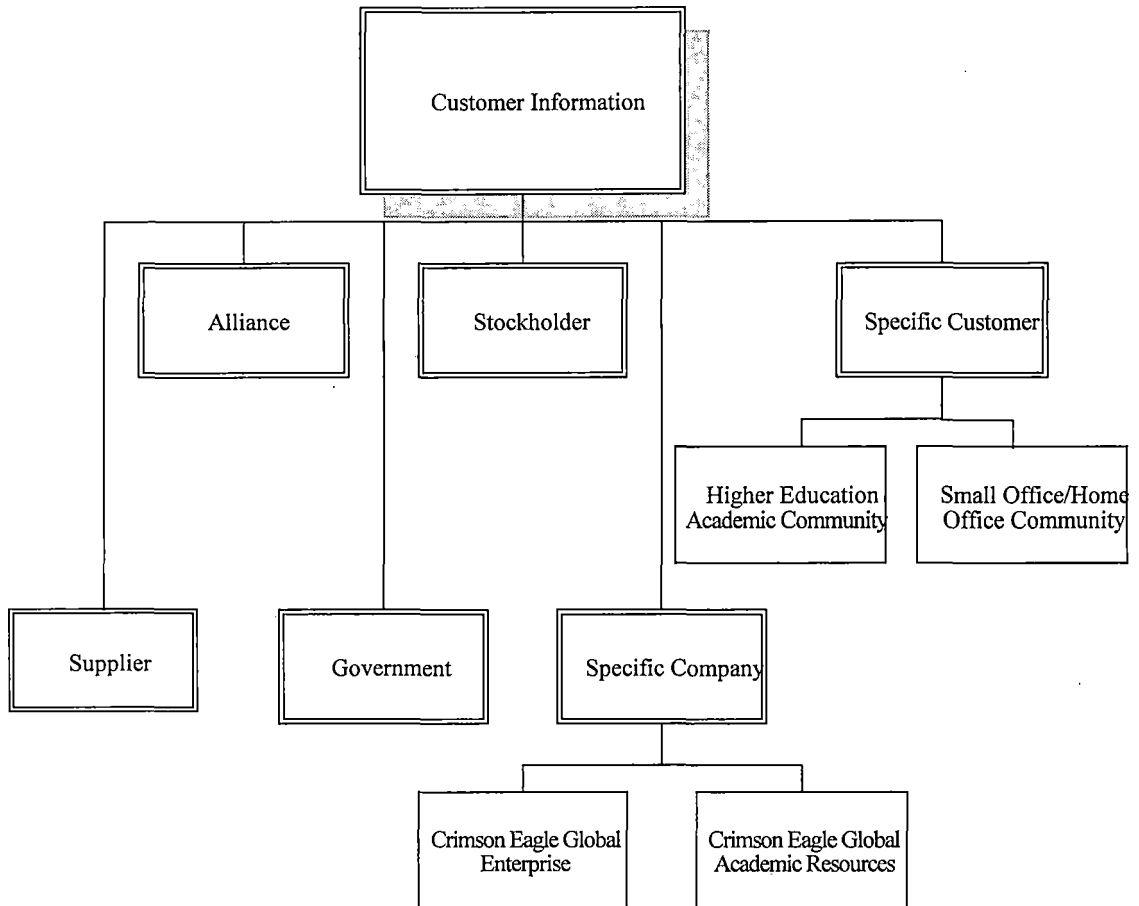 Customer Information
Alliance
Stockholder
Specific Customer
Higher Education
Academic Community
Small Office/Home
Office Community
Supplier
Government
Specific Company
Crimson Eagle Global
Enterprise
Crimson Eagle Global
Academic Resources